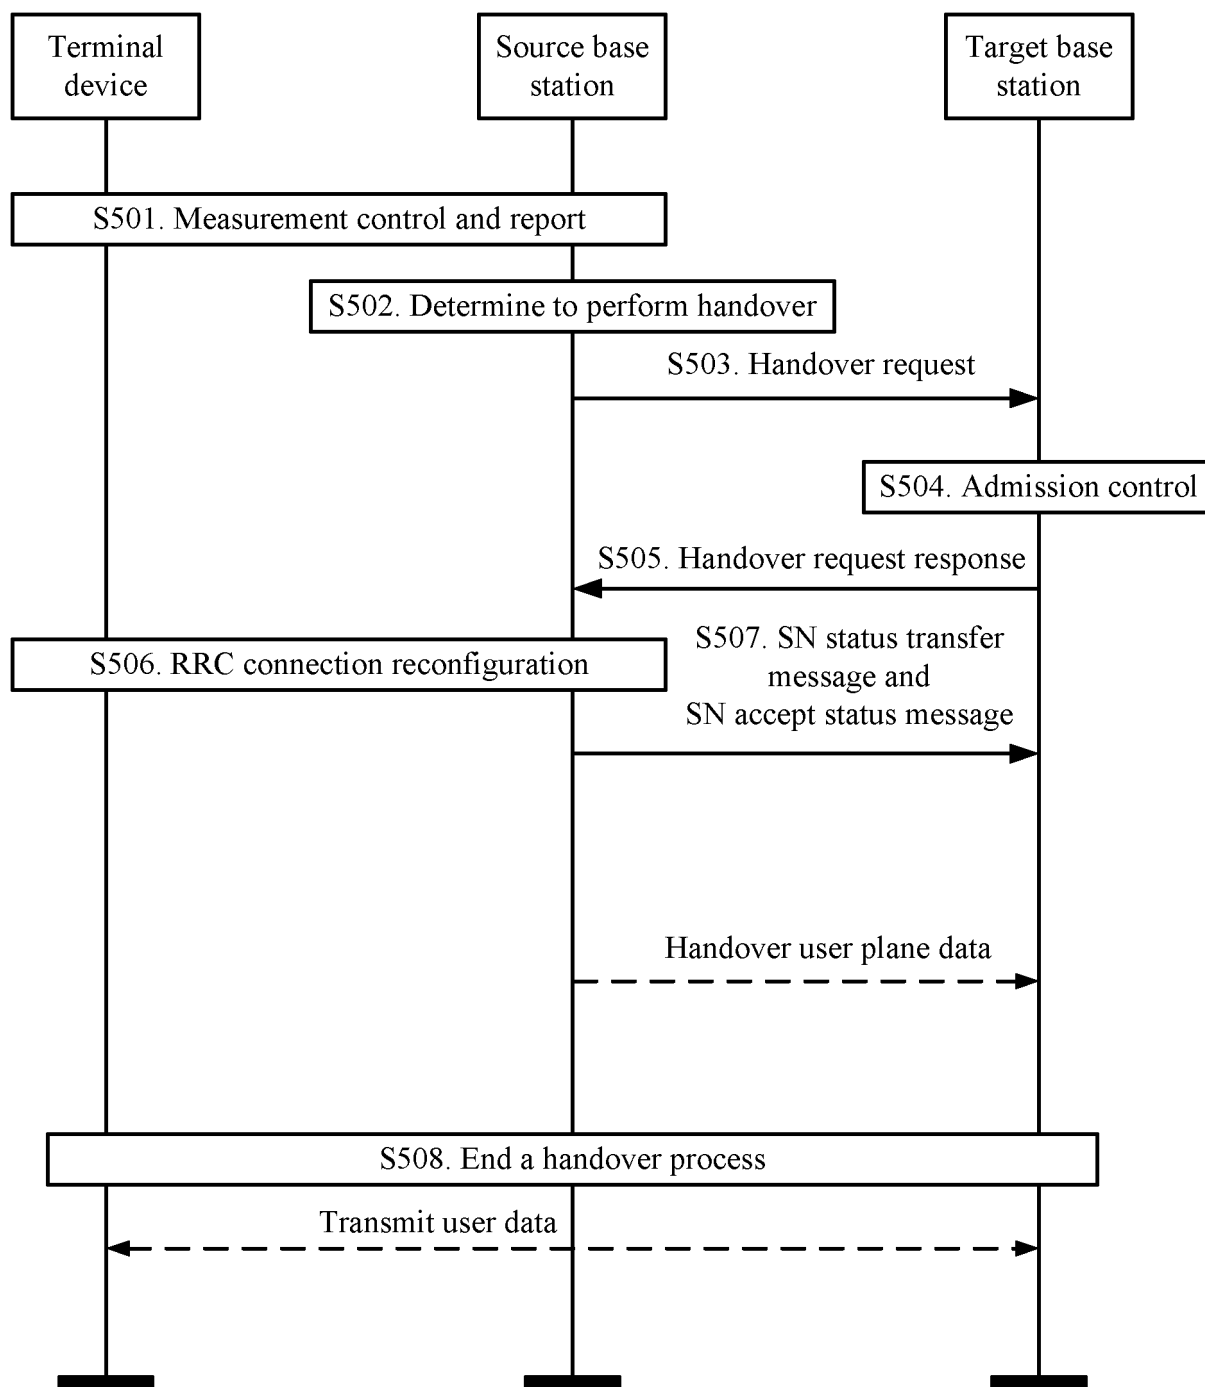 Terminal
device
Source base
station
Target base
station
S501. Measurement control and report
S502. Determine to perform handover
S503. Handover request
S504. Admission control
S505. Handover request response
S506. RRC connection reconfiguration
S507. SN status transfer
message and
SN accept status message
Handover user plane data
S508. End a handover process
Transmit user data